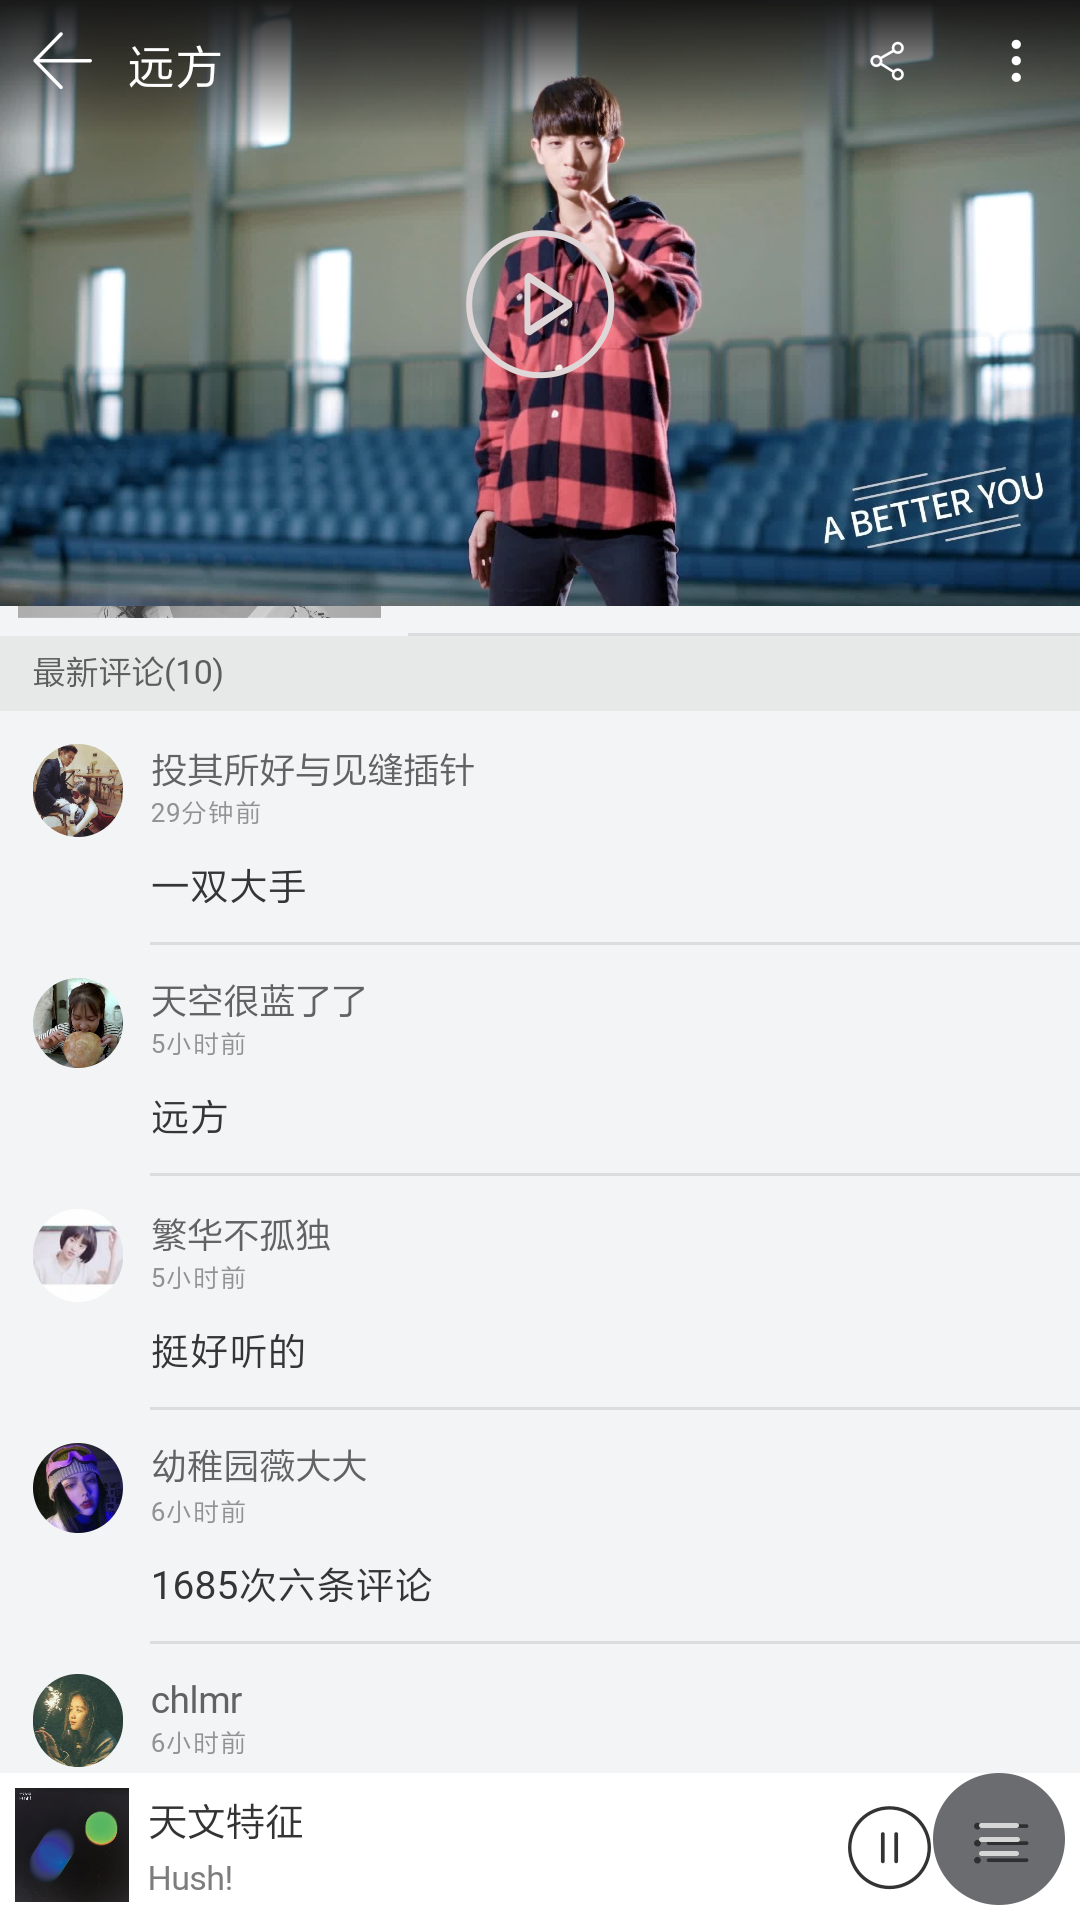 远方
A BETTER YOU
最新评论(10)
投其所好与见缝插针
29分钟前
一双大手
天空很蓝了了
5小时前
远方
繁华不孤独
5小时前
挺好听的
幼稚园薇大大
6小时前
1685次六条评论
chlmr
6小时前
天文特征
Hush!